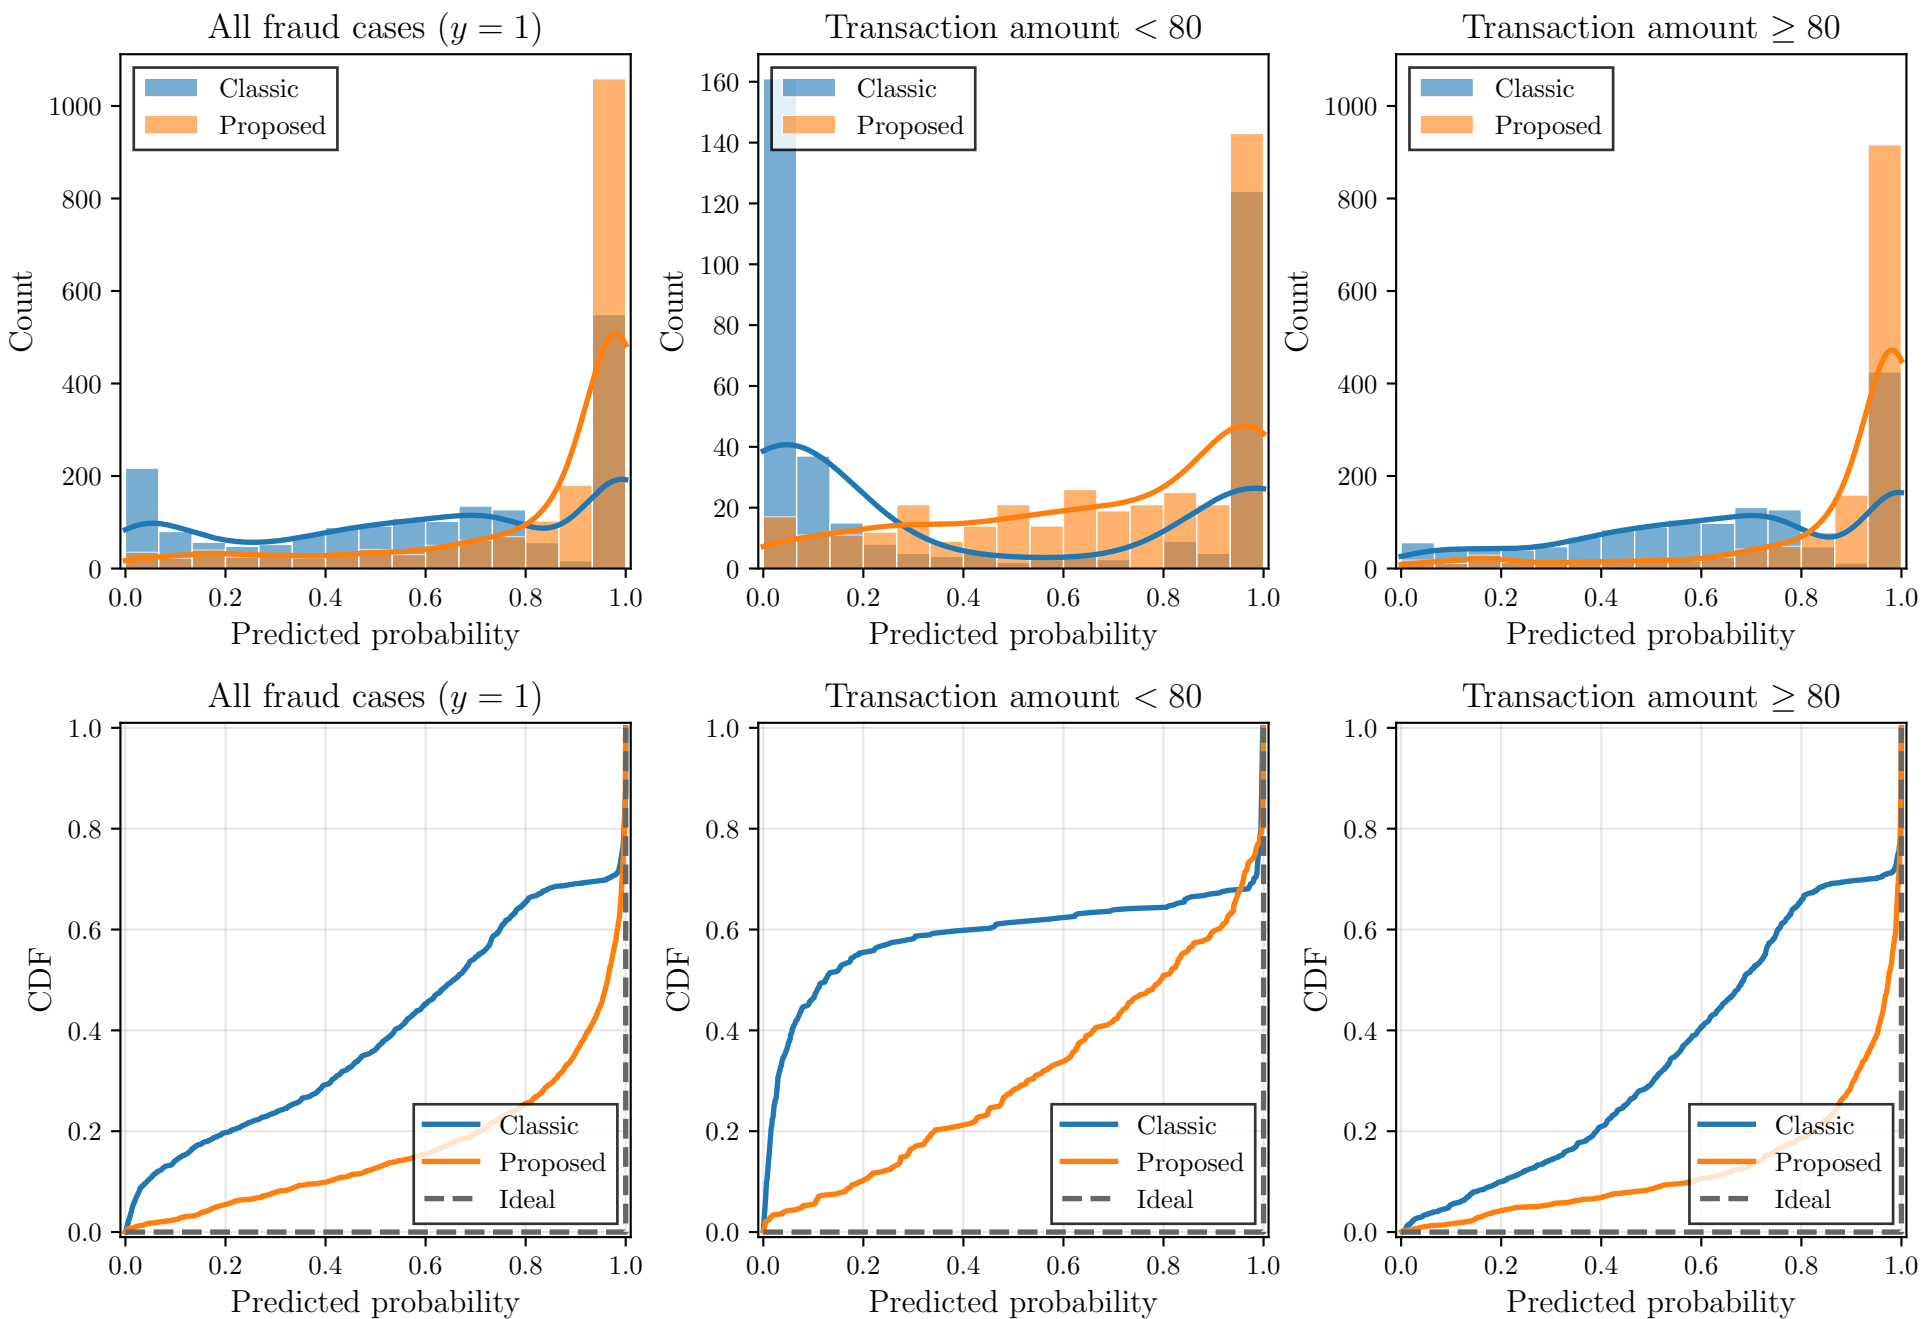 All fraud cases (y = 1)
Classic
Proposed
1000
800
600
400
200
0
Count
0.0 0.2 0.4 0.6 0.8 1.0
Predicted probability
Transaction amount < 80
Classic
Proposed
160
140
120
100
80
60
40
20
0
Count
0.0 0.2 0.4 0.6 0.8 1.0
Predicted probability
Transaction amount ≥ 80
Classic
Proposed
1000
800
600
400
200
0
Count
0.0 0.2 0.4 0.6 0.8 1.0
Predicted probability
All fraud cases (y = 1)
1.0
0.8
0.6
0.4
0.2
0.0
CDF
Classic
Proposed
Ideal
0.0 0.2 0.4 0.6 0.8 1.0
Predicted probability
Transaction amount < 80
1.0
0.8
0.6
0.4
0.2
0.0
CDF
Classic
Proposed
Ideal
0.0 0.2 0.4 0.6 0.8 1.0
Predicted probability
Transaction amount ≥ 80
1.0
0.8
0.6
0.4
0.2
0.0
CDF
Classic
Proposed
Ideal
0.0 0.2 0.4 0.6 0.8 1.0
Predicted probability